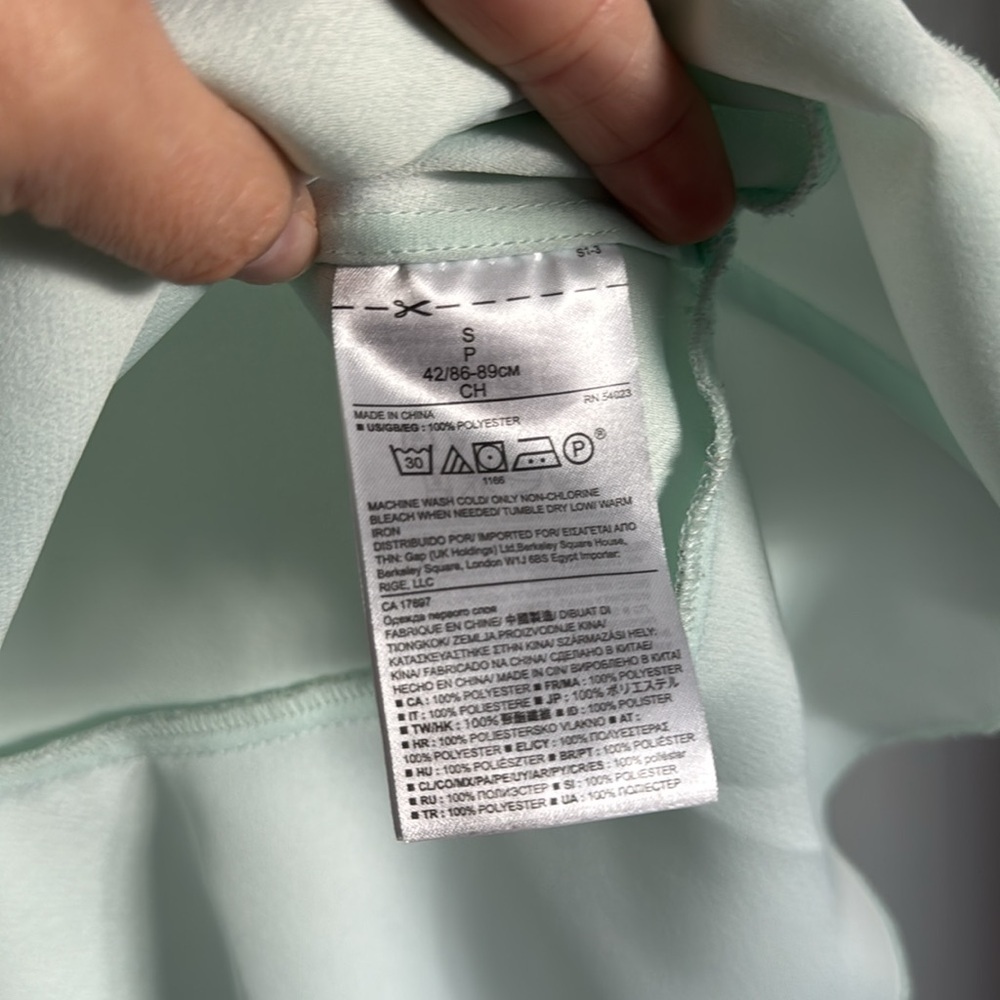 S1-3
S
P
42/86-89CM
CH
RN 54023
MADE IN CHINA
■ US/GB/EG : 100% POLYESTER
30 P ®
1166
MACHINE WASH COLD/ ONLY NON-CHLORINE
BLEACH WHEN NEEDED/ TUMBLE DRY LOW/ WARM
IRON
DISTRIBUIDO POR/ IMPORTED FOR/ ΕΙΣΑΓΕΤΑΙ ΑΠΟ
ΤΗΝ: Gap (UK Holdings) Ltd,Berkeley Square House,
Berkeley Square, London W1J 6BS Egypt Importer:
RIGE, LLC
CA 17897
Одежда первого слоя
FABRIQUÉ EN CHINE/ 中國製造/ DIBUAT DI
TIONGKOK/ ZEMLJA PROIZVODNJE KINA/
ΚΑΤΑΣΚΕΥΑΣΤΗΚΕ ΣΤΗΝ ΚΙΝΑ/ SZÁRMAZÁSI HELY:
KÍNA/ FABRICADO NA CHINA/ СДЕЛАНО В КИТАЕ/
HECHO EN CHINA/ MADE IN CIN/ ВИРОБЛЕНО В КИТАЇ
■ CA : 100% POLYESTER ■ FR/MA : 100% POLYESTER
■ IT : 100% POLIESTERE ■ JP : 100% ポリエステル
■ TW/HK : 100% ■ ID : 100% POLISTER
■ HR : 100% POLIESTERSKO VLAKNO ■ AT :
100% POLYESTER ■ EL/CY : 100% ΠΟΛΥΕΣΤΕΡΑΣ
■ HU : 100% POLIÉSZTER ■ BR/PT : 100% POLIÉSTER
■ CL/CO/MX/PA/PE/UY/AR/PY/CR/ES : 100% poliéster
■ RU : 100% ПОЛИЭСТЕР ■ SI : 100% POLIESTER
■ TR : 100% POLYESTER ■ UA : 100% ПОЛІЕСТЕР